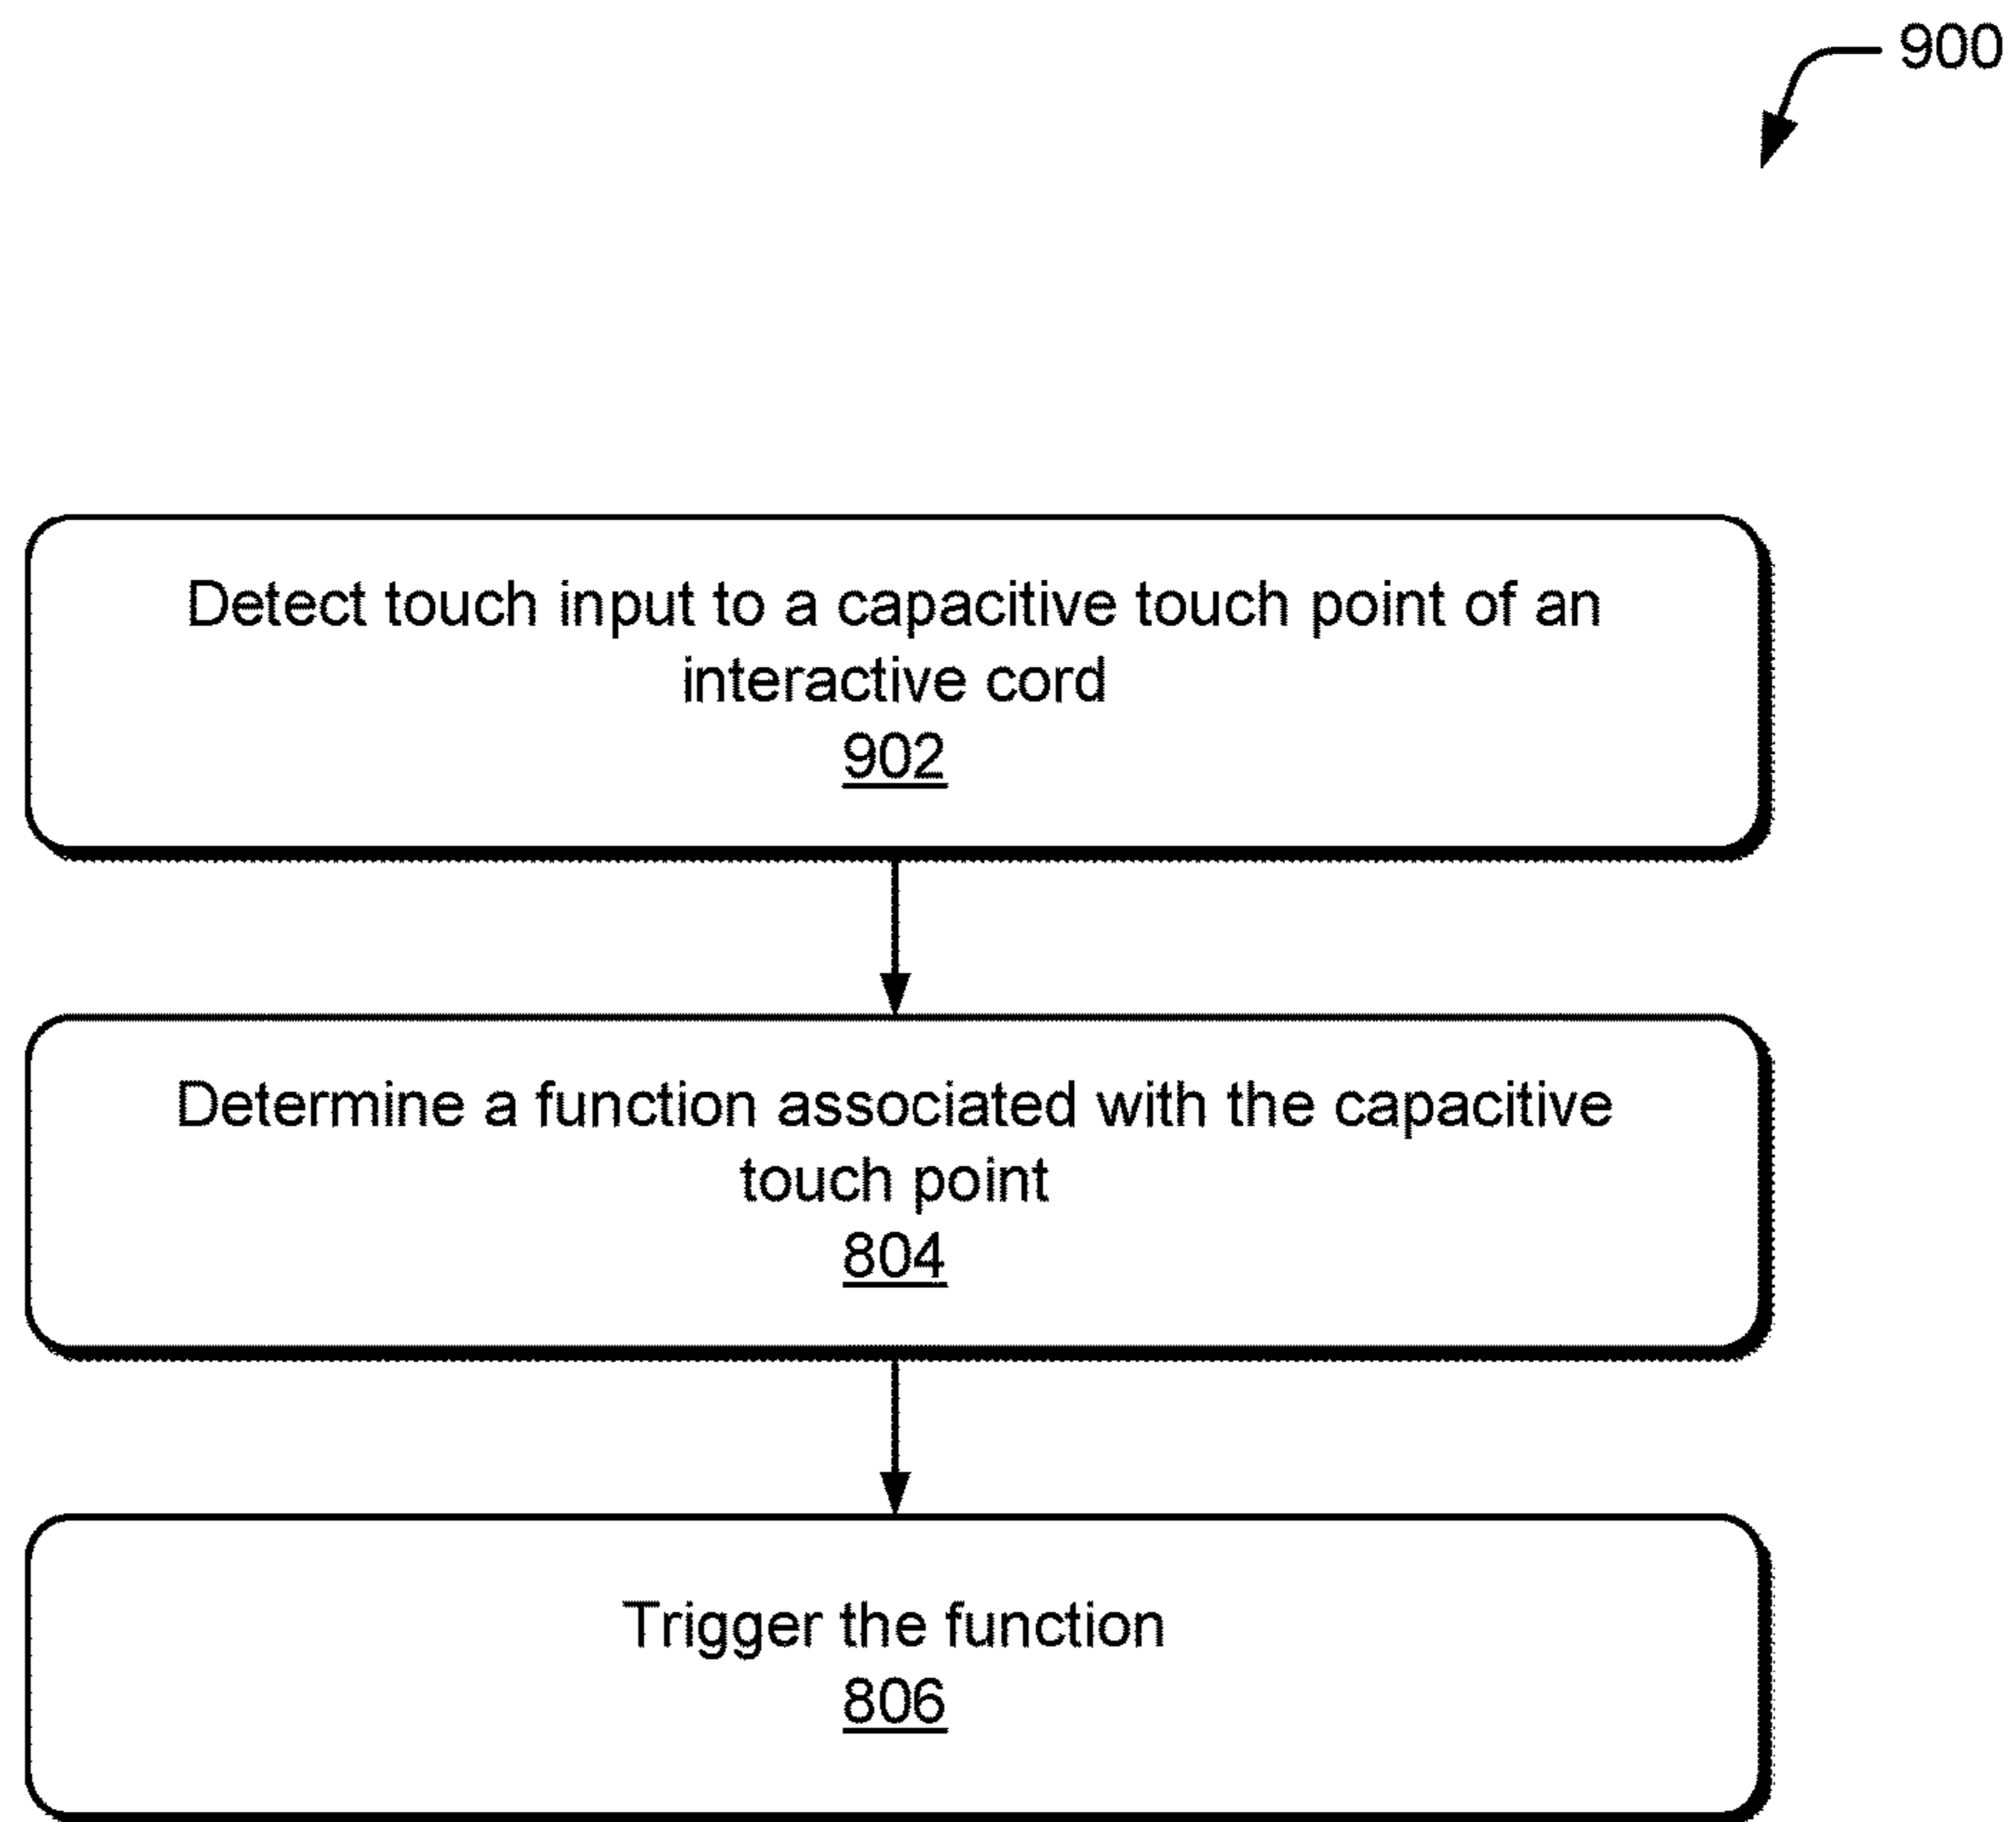 900
Detect touch input to a capacitive touch point of an
interactive cord
902
Determine a function associated with the capacitive
touch point
804
Trigger the function
806